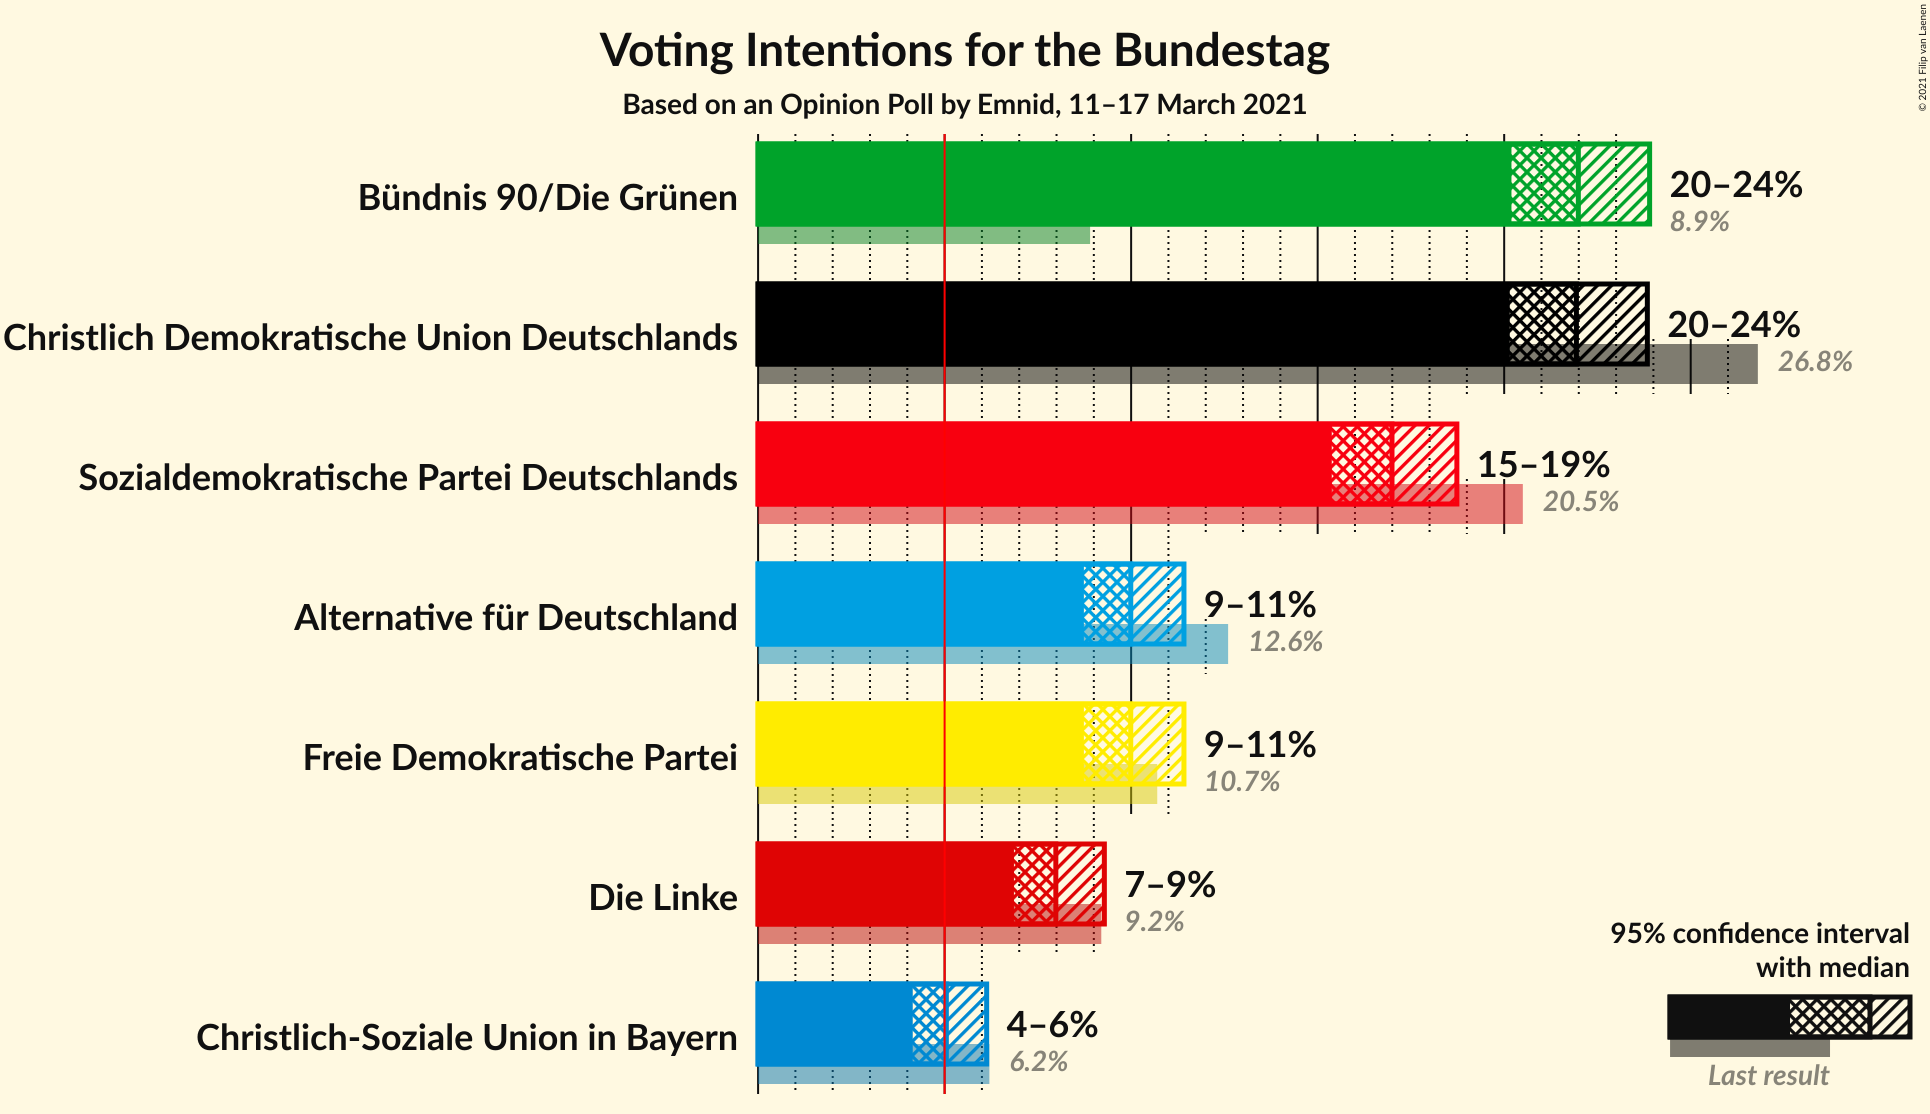 Voting Intentions for the Bundestag
Based on an Opinion Poll by Emnid, 11–17 March 2021
© 2021 Filip van Laenen
Bündnis 90/Die Grünen
20–24%
8.9%
Christlich Demokratische Union Deutschlands
20–24%
26.8%
Sozialdemokratische Partei Deutschlands
15–19%
20.5%
Alternative für Deutschland
9–11%
12.6%
Freie Demokratische Partei
9–11%
10.7%
Die Linke
7–9%
9.2%
Christlich-Soziale Union in Bayern
4–6%
6.2%
95% confidence interval
with median
Last result